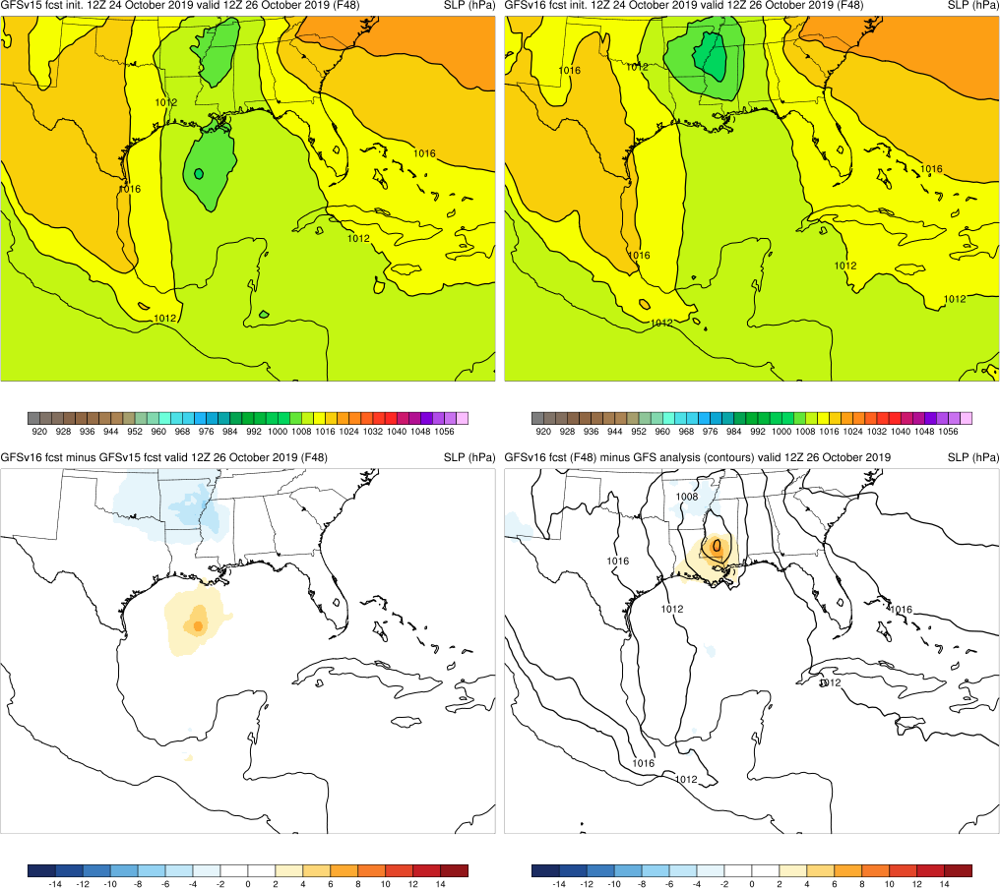 GFSv15 fcst init. 12Z 24 October 2019 valid 12Z 26 October 2019 (F48) SLP (hPa)
1012
1016
1016
1012
1012
920 928 936 944 952 960 968 976 984 992 1000 1008 1016 1024 1032 1040 1048 1056
GFSv16 fcst init. 12Z 24 October 2019 valid 12Z 26 October 2019 (F48) SLP (hPa)
1016
1012
1016
1016
1012
1012
1012
920 928 936 944 952 960 968 976 984 992 1000 1008 1016 1024 1032 1040 1048 1056
GFSv16 fcst minus GFSv15 fcst valid 12Z 26 October 2019 (F48) SLP (hPa)
-14 -12 -10 -8 -6 -4 -2 0 2 4 6 8 10 12 14
GFSv16 fcst (F48) minus GFS analysis (contours) valid 12Z 26 October 2019 SLP (hPa)
1008
1016
1012
1016
1012
1016
1012
-14 -12 -10 -8 -6 -4 -2 0 2 4 6 8 10 12 14